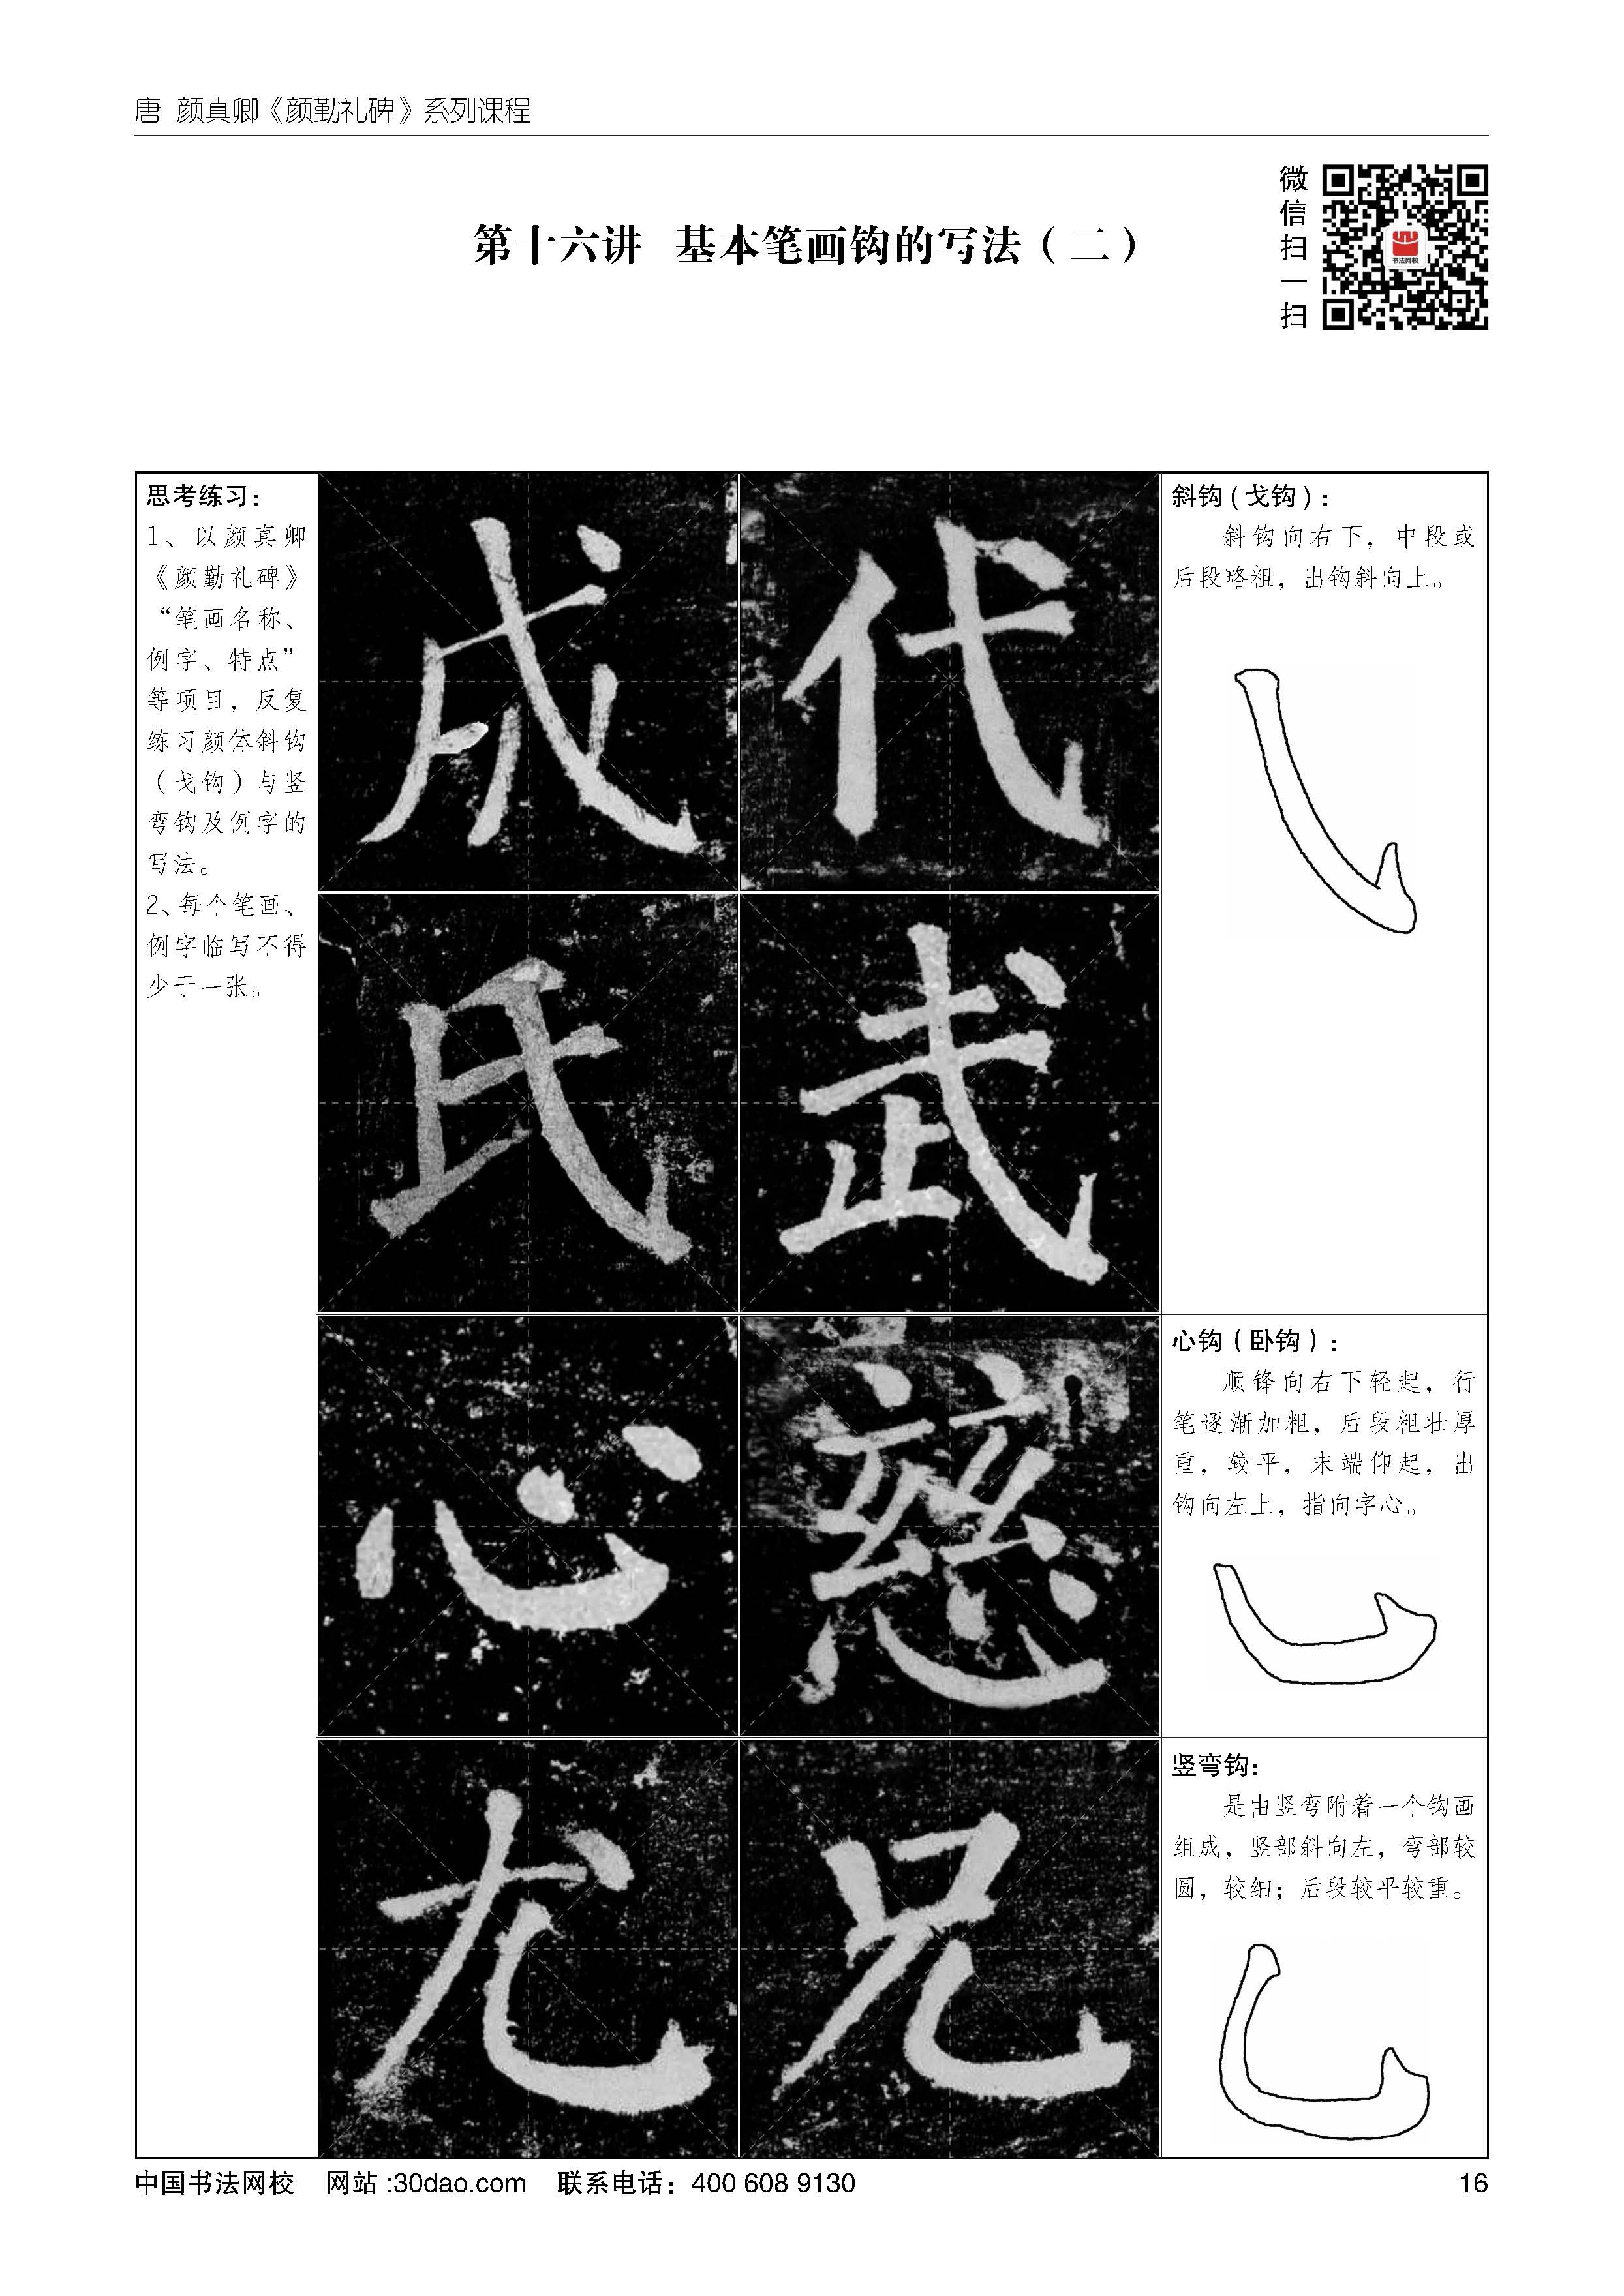 唐 颜真卿《颜勤礼碑》系列课程
微信扫一扫
书法网校
第十六讲 基本笔画钩的写法（二）
斜钩（戈钩）：
斜钩向右下，中段或
后段略粗，出钩斜向上。
代
武
成
氏
心钩（卧钩）：
顺锋向右下轻起，行
笔逐渐加粗，后段粗壮厚
重，较平，末端仰起，出
钩向左上，指向字心。
慈
心
竖弯钩：
是由竖弯附着一个钩画
组成，竖部斜向左，弯部较
圆，较细；后段较平较重。
兄
尤
思考练习：
1、以颜真卿
《颜勤礼碑》
“笔画名称、
例字、特点”
等项目，反复
练习颜体斜钩
（戈钩）与竖
弯钩及例字的
写法。
2、每个笔画、
例字临写不得
少于一张。
中国书法网校 网站:30dao.com 联系电话：400 608 9130
16